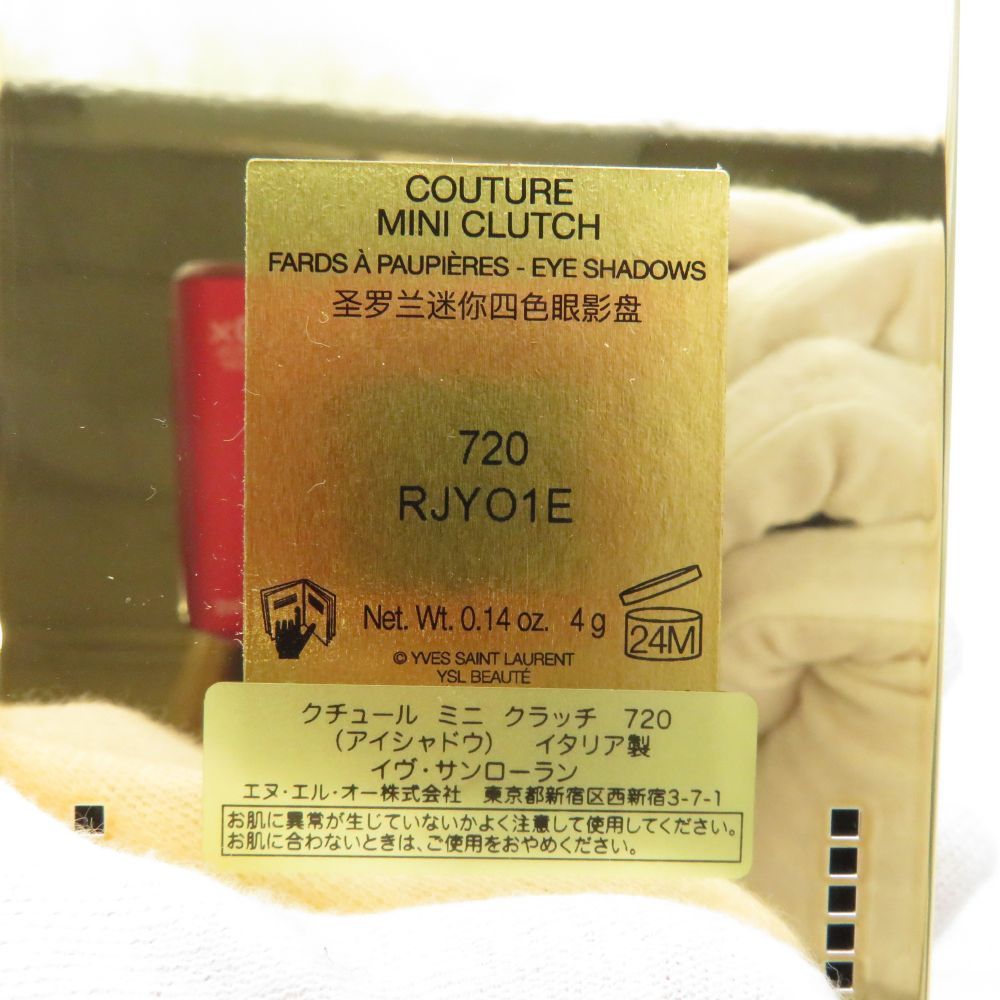 COUTURE
MINI CLUTCH
FARDS À PAUPIÈRES - EYE SHADOWS
圣罗兰迷你四色眼影盘
720
RJYO1E
Net. Wt. 0.14 oz. 4 g
24M
© YVES SAINT LAURENT
YSL BEAUTÉ
クチュール ミニ クラッチ 720
(アイシャドウ) イタリア製
イヴ・サンローラン
エヌ・エル・オー株式会社 東京都新宿区西新宿3-7-1
お肌に異常が生じていないかよく注意して使用してください。
お肌に合わないときは、ご使用をおやめください。